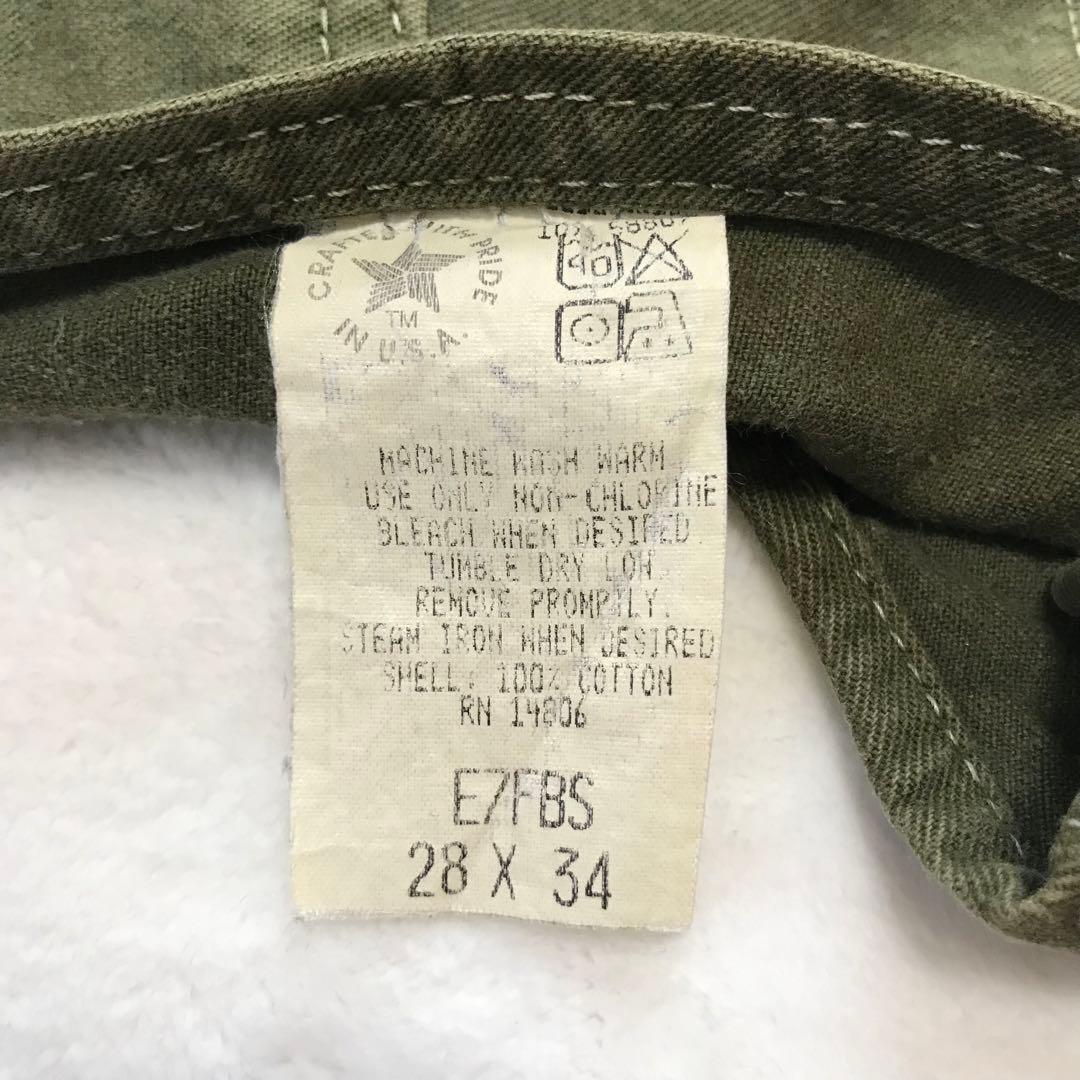 CRAFTED WITH PRIDE
TM
IN U.S.A.
40
MACHINE WASH WARM
USE ONLY NON-CHLORINE
BLEACH WHEN DESIRED.
TUMBLE DRY LOW.
REMOVE PROMPTLY.
STEAM IRON WHEN DESIRED
SHELL: 100% COTTON
RN 14806
E7FBS
28 X 34